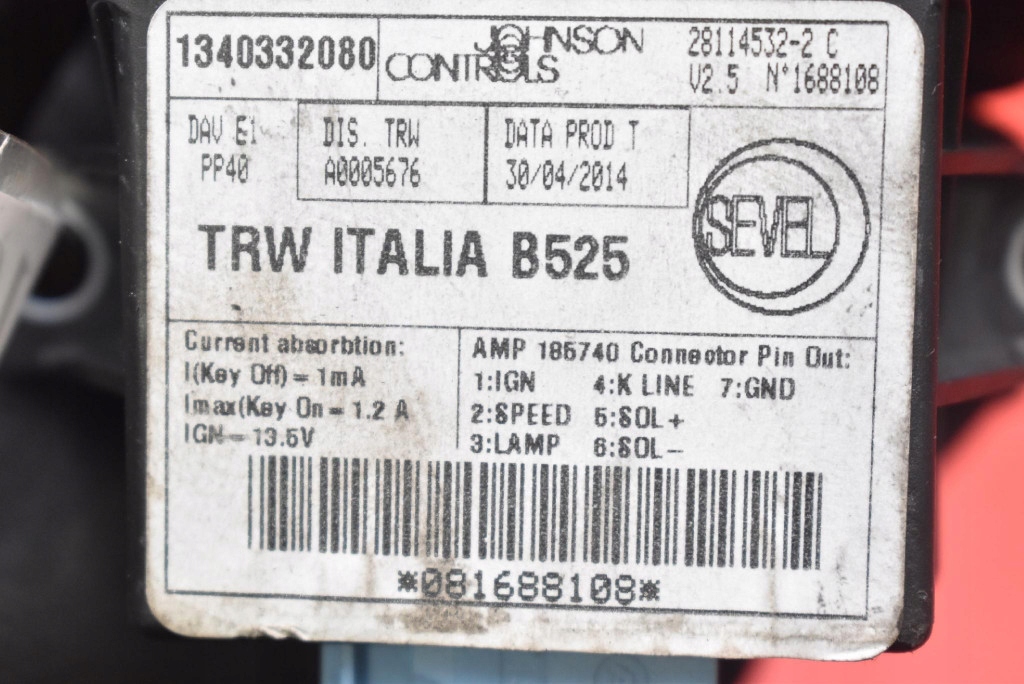 1340332080
JOHNSON CONTROLS
28114532-2 C
V2.5 N°1688108
DAV E1
PP40
DIS. TRW
A0005676
DATA PROD T
30/04/2014
SEVEL
TRW ITALIA B525
Current absorbtion:
I(Key Off) = 1mA
Imax(Key On = 1.2 A
IGN = 13.5V
AMP 185740 Connector Pin Out:
1:IGN 4:K LINE 7:GND
2:SPEED 5:SOL+
3:LAMP 6:SOL-
*081688108*